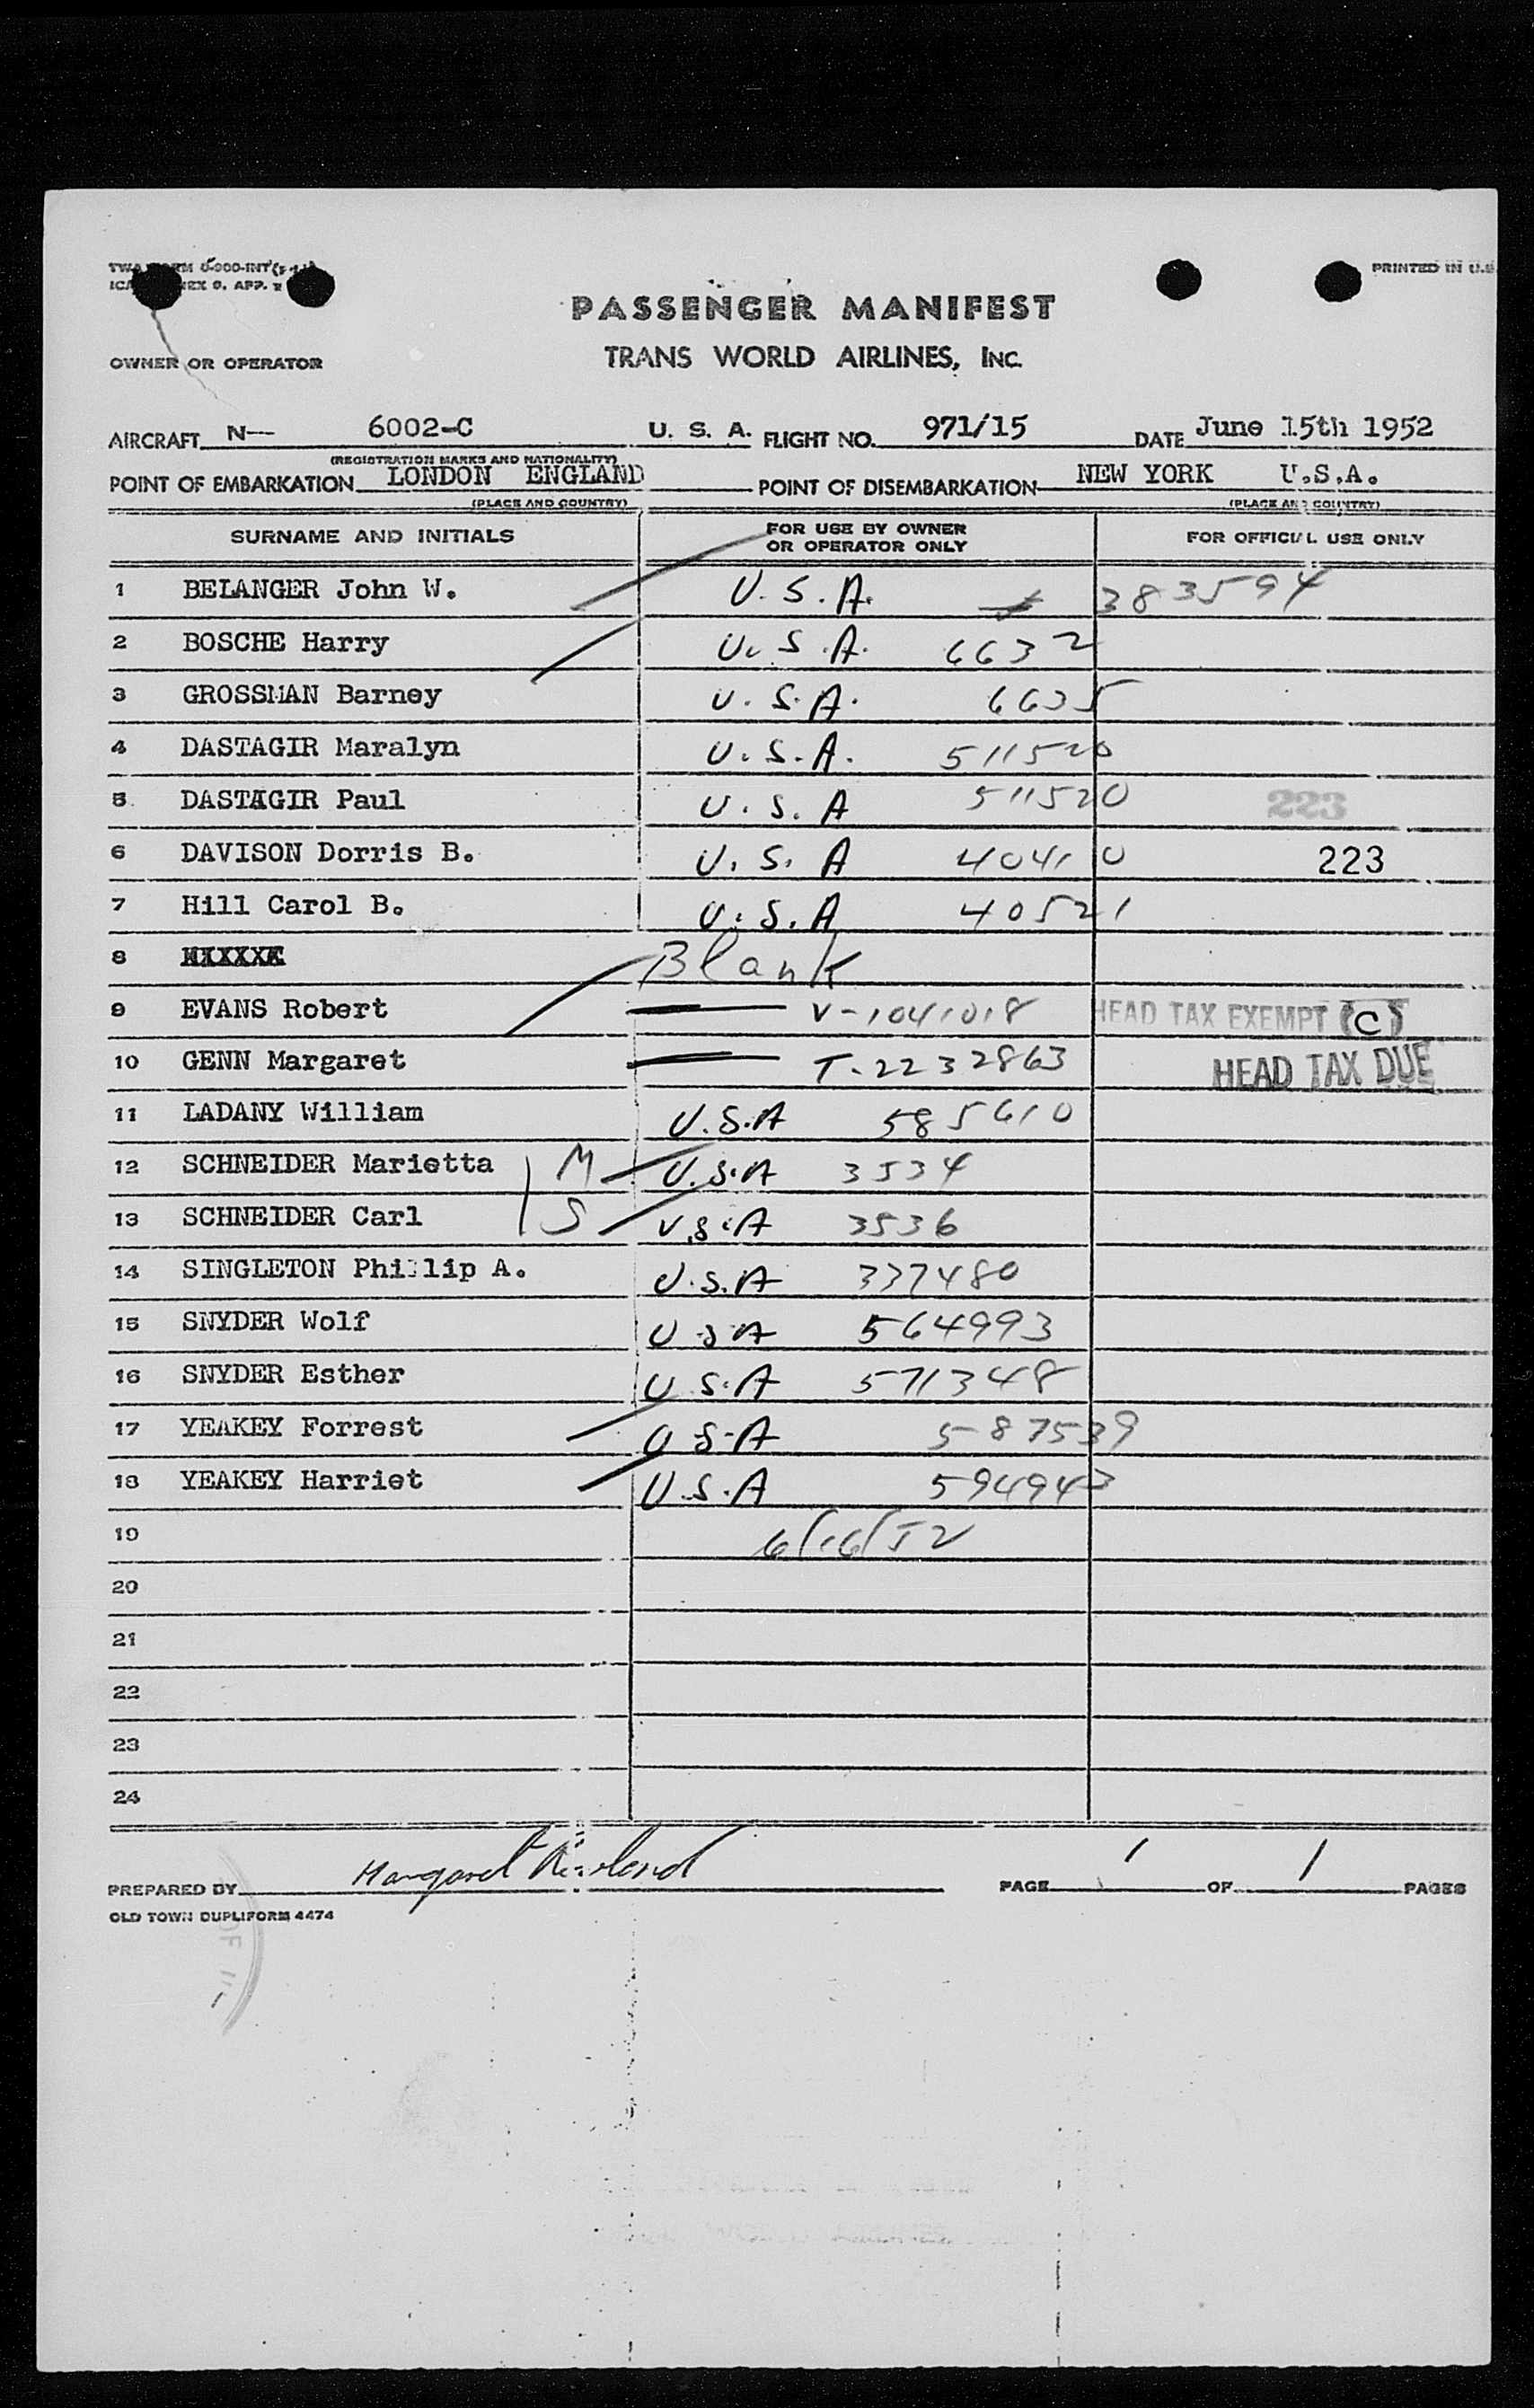 PRINTED IN U.S.
PASSENGER MANIFEST
TRANS WORLD AIRLINES, INC.
OWNER OR OPERATOR
AIRCRAFT N— 6002-C U. S. A. FLIGHT NO. 971/15 DATE June 15th 1952
(REGISTRATION MARKS AND NATIONALITY)
POINT OF EMBARKATION LONDON ENGLAND POINT OF DISEMBARKATION NEW YORK U.S.A.
(PLACE AND COUNTRY) (PLACE AND COUNTRY)
SURNAME AND INITIALS FOR USE BY OWNER OR OPERATOR ONLY FOR OFFICIAL USE ONLY
1 BELANGER John W. U.S.A. 383594
2 BOSCHE Harry U.S.A. 6632
3 GROSSMAN Barney U.S.A. 6635
4 DASTAGIR Maralyn U.S.A. 511520
5 DASTAGIR Paul U.S.A 511520 223
6 DAVISON Dorris B. U.S.A 404110 223
7 Hill Carol B. U.S.A 40521
8 Blank
9 EVANS Robert V-1041018 HEAD TAX EXEMPT (C)
10 GENN Margaret T-2232863 HEAD TAX DUE
11 LADANY William U.S.A 585610
12 SCHNEIDER Marietta M U.S.A 3534
13 SCHNEIDER Carl S U.S.A 3536
14 SINGLETON Phillip A. U.S.A 337480
15 SNYDER Wolf U.S.A 564993
16 SNYDER Esther U.S.A 571348
17 YEAKEY Forrest U.S.A 587539
18 YEAKEY Harriet U.S.A 594943
19 6/16/52
20
21
22
23
24
PREPARED BY Margaret PAGE 1 OF 1 PAGES
OLD TOWN DUPLIFORM 4474